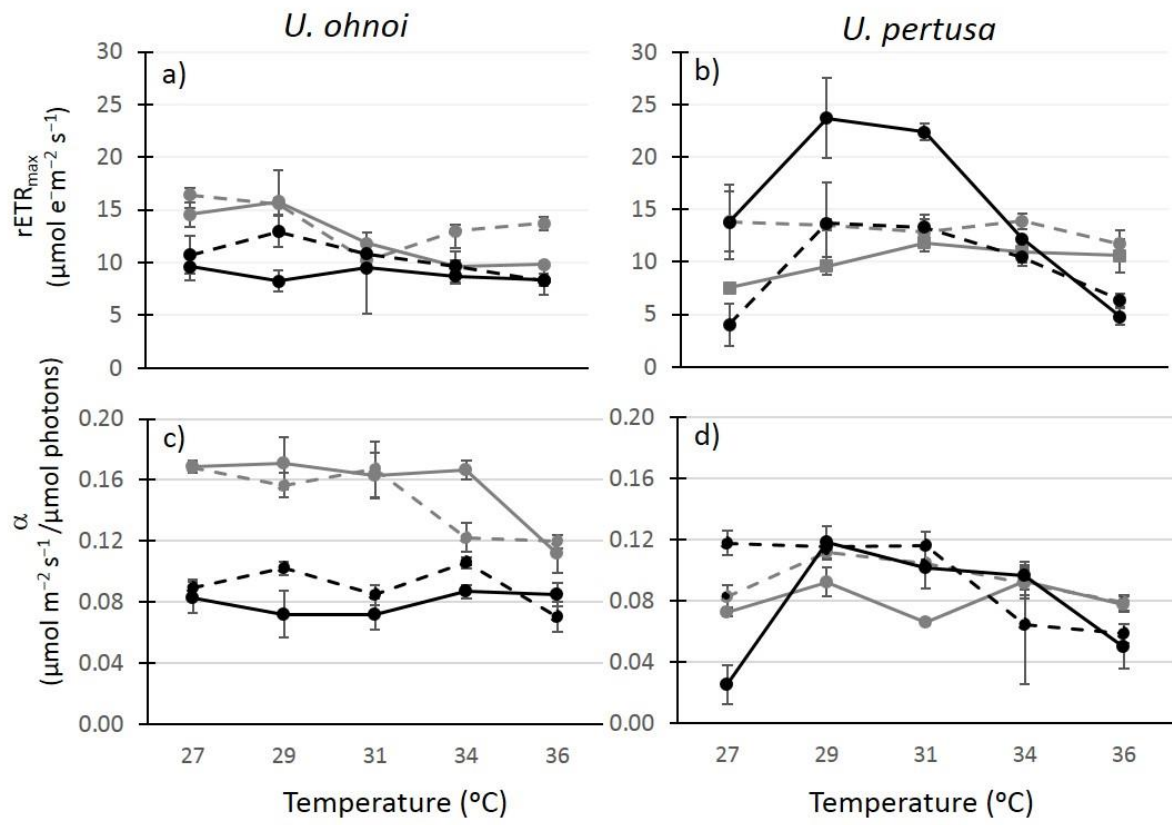 U. ohnoi
U. pertusa
a)
b)
30
25
20
15
10
5
0
rETRmax
(µmol e⁻m⁻² s⁻¹)
30
25
20
15
10
5
0
c)
d)
0.20
0.16
0.12
0.08
0.04
0.00
α
(µmol m⁻² s⁻¹ /µmol photons)
0.20
0.16
0.12
0.08
0.04
0.00
27 29 31 34 36
27 29 31 34 36
Temperature (°C)
Temperature (°C)